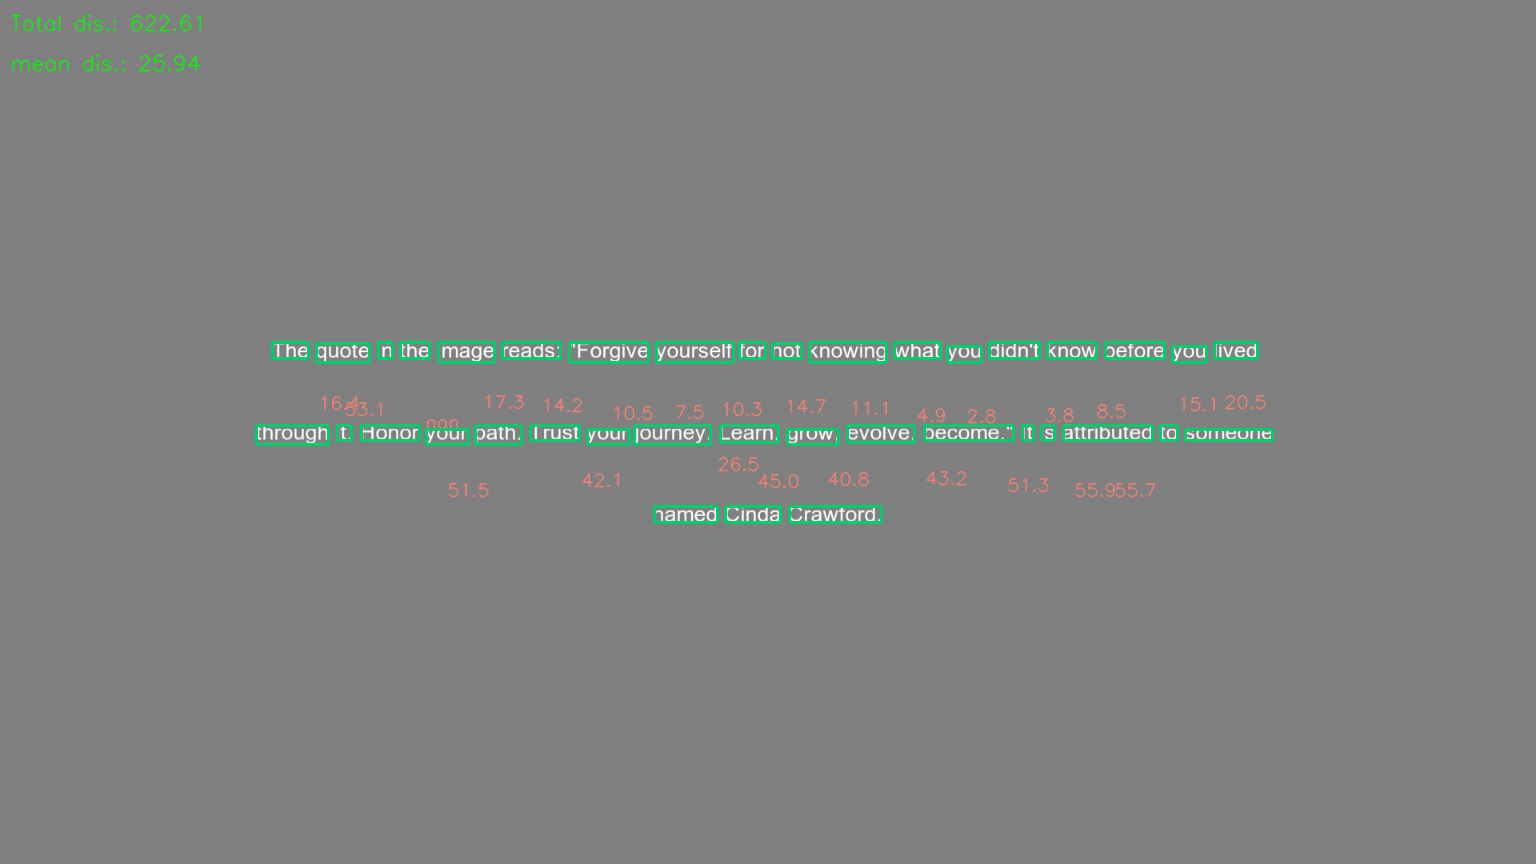 Total dis.: 622.61
mean dis.: 25.94
The quote n the mage reads: "Forgive yourself for not knowing what you didn't know before you lived
16.4 53.1 nan 17.3 14.2 10.5 7.5 10.3 14.7 11.1 4.9 2.8 3.8 8.5 15.1 20.5
through t. Honor your path. Trust your journey. Learn. grow, evolve, become." It s attributed to someone
51.5 42.1 26.5 45.0 40.8 43.2 51.3 55.9 55.7
named Cinda Crawford.